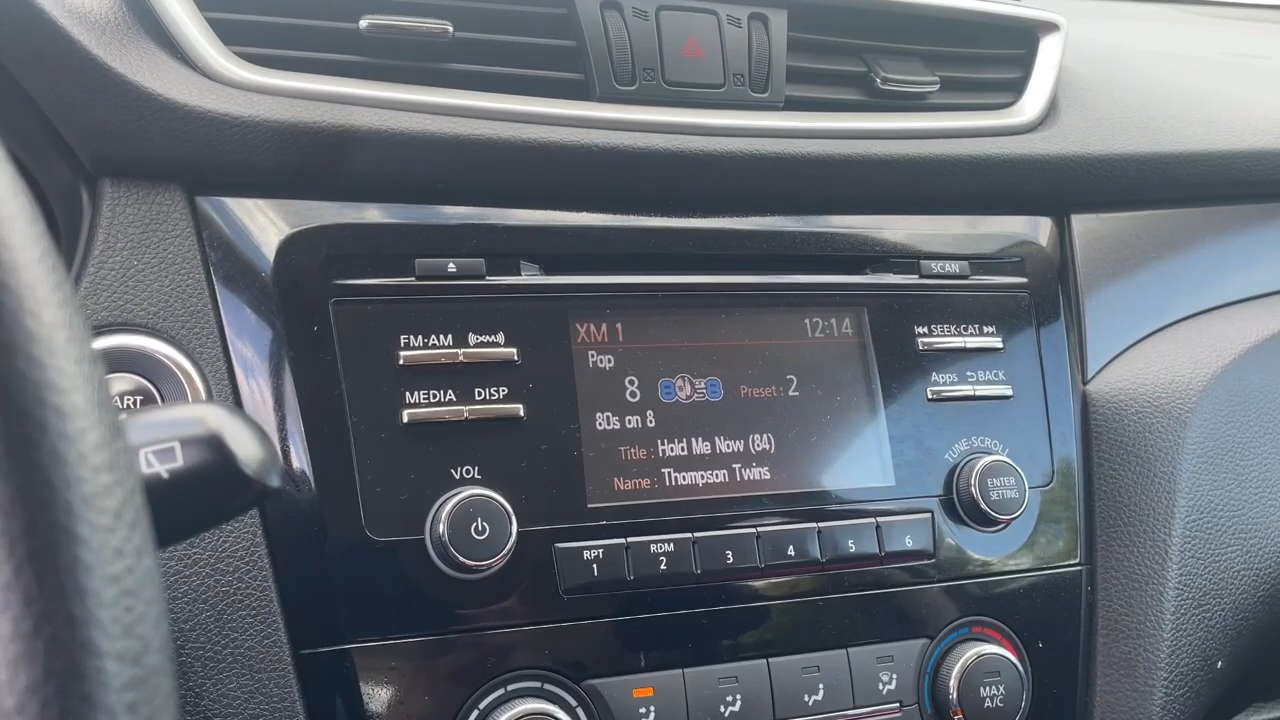 SCAN
FM·AM ((XM))
SEEK·CAT
MEDIA DISP
Apps BACK
XM 1 12:14
Pop
8 8s8 Preset : 2
80s on 8
Title : Hold Me Now (84)
Name : Thompson Twins
VOL
TUNE·SCROLL
ENTER
SETTING
RPT
1
RDM
2
3
4
5
6
ART
MAX
A/C